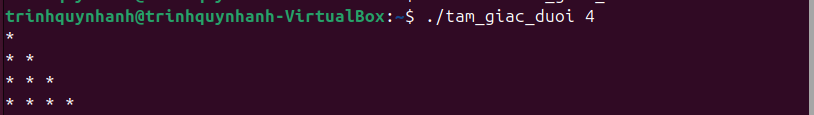 trinhquynhanh@trinhquynhanh-VirtualBox:~$ ./tam_giac_duoi 4
*
* *
* * *
* * * *